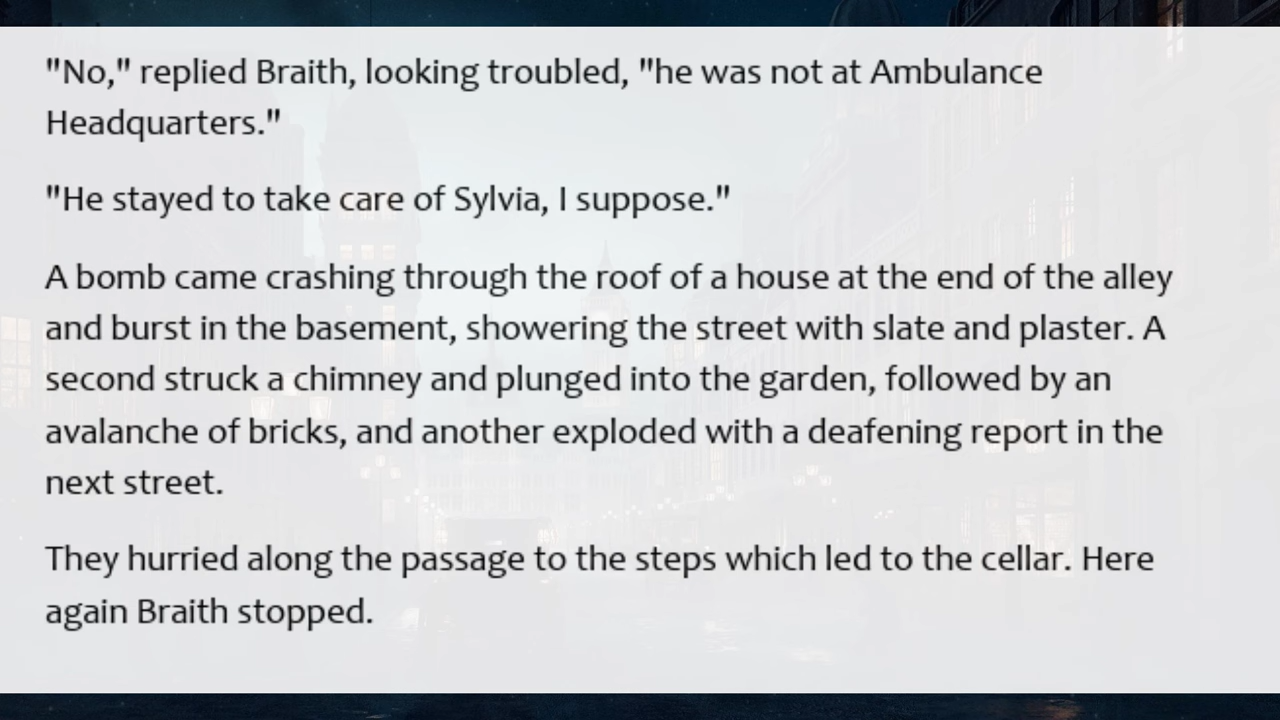 "No," replied Braith, looking troubled, "he was not at Ambulance
Headquarters."
"He stayed to take care of Sylvia, I suppose."
A bomb came crashing through the roof of a house at the end of the alley
and burst in the basement, showering the street with slate and plaster. A
second struck a chimney and plunged into the garden, followed by an
avalanche of bricks, and another exploded with a deafening report in the
next street.
They hurried along the passage to the steps which led to the cellar. Here
again Braith stopped.